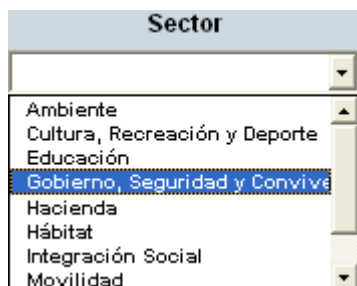 Sector
Ambiente
Cultura, Recreación y Deporte
Educación
Gobierno, Seguridad y Convive
Hacienda
Hábitat
Integración Social
Movilidad